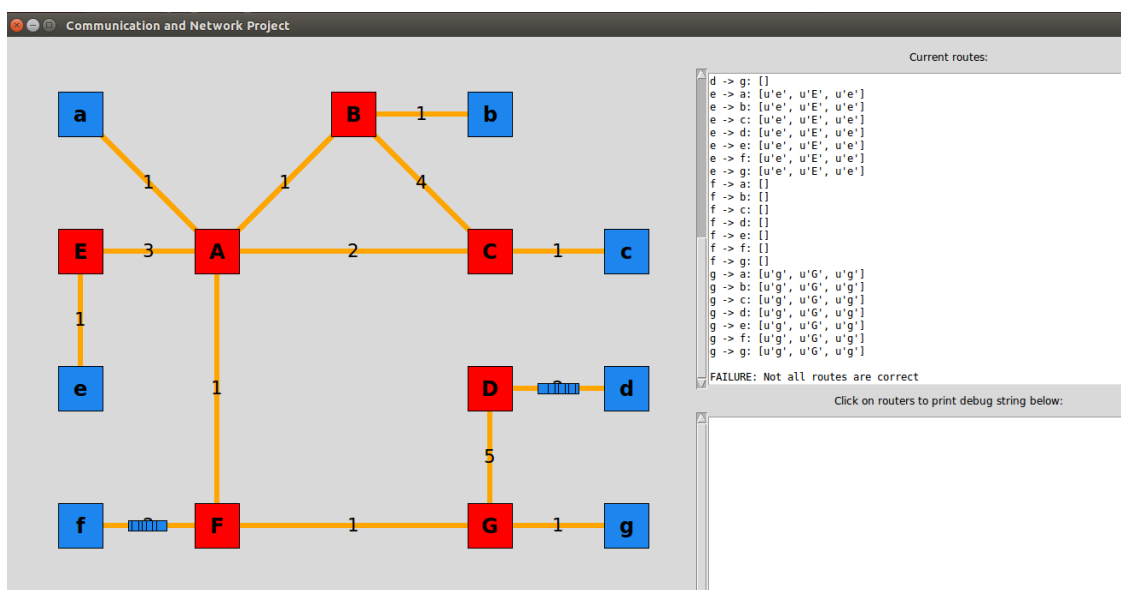 Communication and Network Project
Current routes:
d -> g: []
e -> a: [u'e', u'E', u'e']
e -> b: [u'e', u'E', u'e']
e -> c: [u'e', u'E', u'e']
e -> d: [u'e', u'E', u'e']
e -> e: [u'e', u'E', u'e']
e -> f: [u'e', u'E', u'e']
e -> g: [u'e', u'E', u'e']
f -> a: []
f -> b: []
f -> c: []
f -> d: []
f -> e: []
f -> f: []
f -> g: []
g -> a: [u'g', u'G', u'g']
g -> b: [u'g', u'G', u'g']
g -> c: [u'g', u'G', u'g']
g -> d: [u'g', u'G', u'g']
g -> e: [u'g', u'G', u'g']
g -> f: [u'g', u'G', u'g']
g -> g: [u'g', u'G', u'g']
FAILURE: Not all routes are correct
Click on routers to print debug string below:
a
B
1
b
1
1
4
E
3
A
2
C
1
c
1
e
1
D
d
5
f
F
1
G
1
g